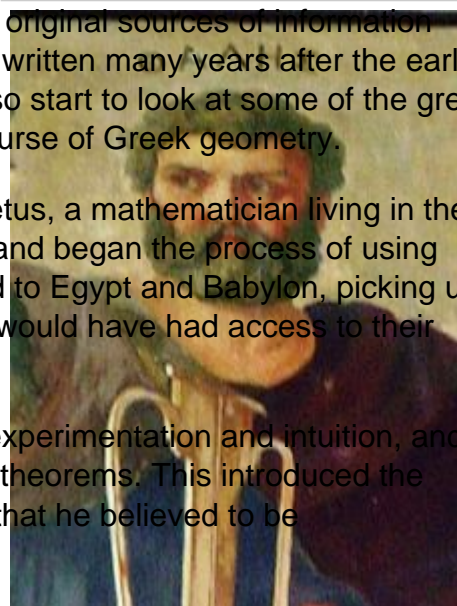 original sources of information
written many years after the earl
so start to look at some of the gre
urse of Greek geometry.
etus, a mathematician living in the
and began the process of using
d to Egypt and Babylon, picking u
would have had access to their
experimentation and intuition, and
theorems. This introduced the
that he believed to be